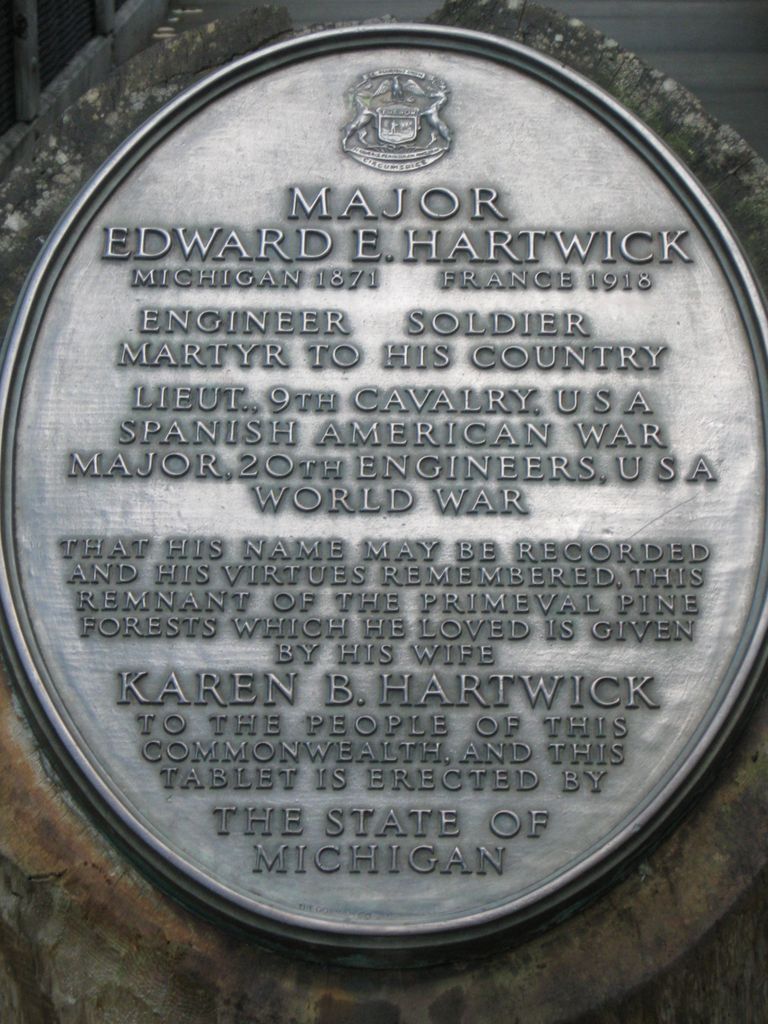 TUEBOR
CIRCUMSPICE
MAJOR
EDWARD E. HARTWICK
MICHIGAN 1871 FRANCE 1918
ENGINEER SOLDIER
MARTYR TO HIS COUNTRY
LIEUT., 9TH CAVALRY, U S A
SPANISH AMERICAN WAR
MAJOR, 20TH ENGINEERS, U S A
WORLD WAR
THAT HIS NAME MAY BE RECORDED
AND HIS VIRTUES REMEMBERED, THIS
REMNANT OF THE PRIMEVAL PINE
FORESTS WHICH HE LOVED IS GIVEN
BY HIS WIFE
KAREN B. HARTWICK
TO THE PEOPLE OF THIS
COMMONWEALTH, AND THIS
TABLET IS ERECTED BY
THE STATE OF
MICHIGAN